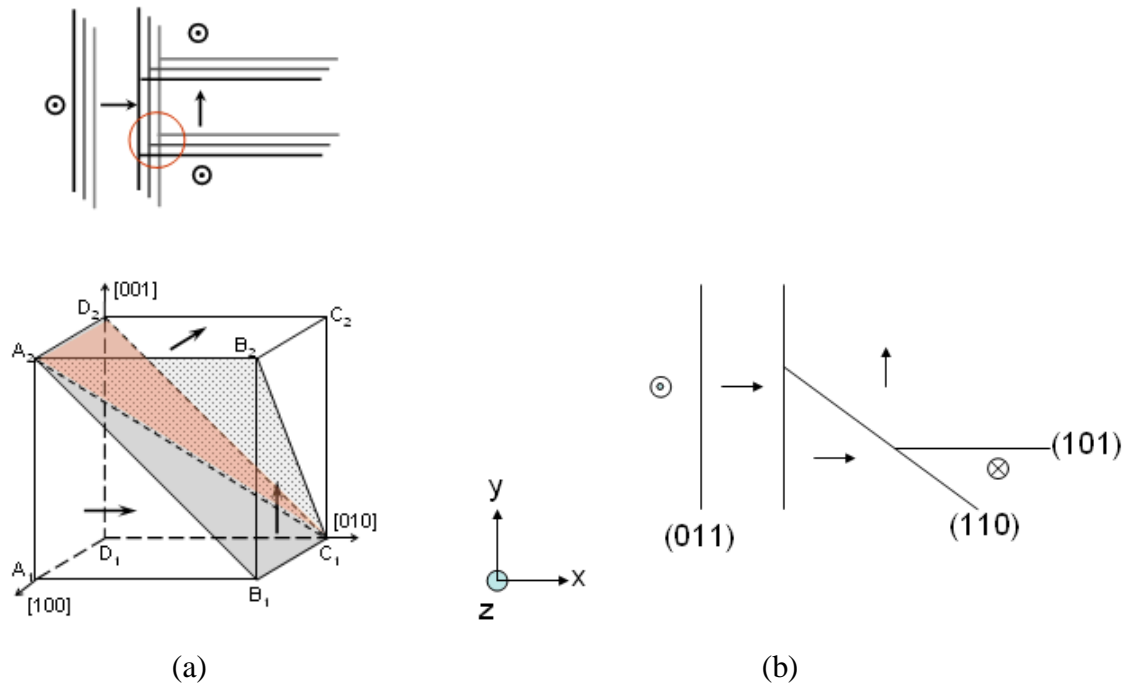 [001]
D₂
C₂
A₂
B₂
[010]
D₁
C₁
A₁
B₁
[100]
y
x
z
(011)
(101)
(110)
(a)
(b)